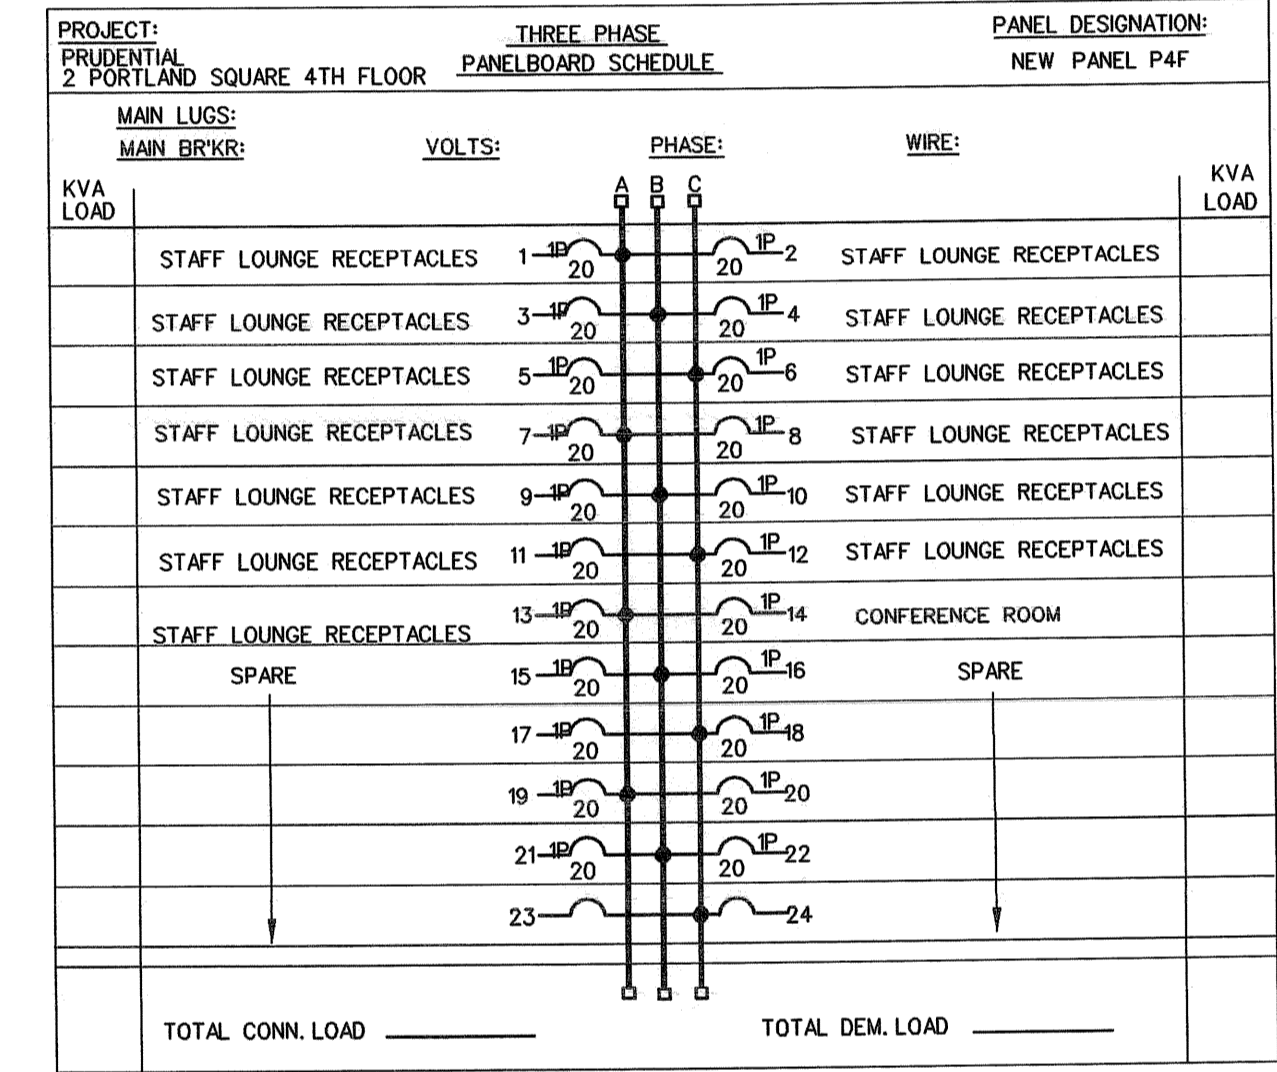 PROJECT:
PRUDENTIAL
2 PORTLAND SQUARE 4TH FLOOR
THREE PHASE
PANELBOARD SCHEDULE
PANEL DESIGNATION:
NEW PANEL P4F
MAIN LUGS:
MAIN BR'KR: VOLTS: PHASE: WIRE:
KVA LOAD A B C KVA LOAD
STAFF LOUNGE RECEPTACLES 1 1P 20 20 1P 2 STAFF LOUNGE RECEPTACLES
STAFF LOUNGE RECEPTACLES 3 1P 20 20 1P 4 STAFF LOUNGE RECEPTACLES
STAFF LOUNGE RECEPTACLES 5 1P 20 20 1P 6 STAFF LOUNGE RECEPTACLES
STAFF LOUNGE RECEPTACLES 7 1P 20 20 1P 8 STAFF LOUNGE RECEPTACLES
STAFF LOUNGE RECEPTACLES 9 1P 20 20 1P 10 STAFF LOUNGE RECEPTACLES
STAFF LOUNGE RECEPTACLES 11 1P 20 20 1P 12 STAFF LOUNGE RECEPTACLES
STAFF LOUNGE RECEPTACLES 13 1P 20 20 1P 14 CONFERENCE ROOM
SPARE 15 1P 20 20 1P 16 SPARE
17 1P 20 20 1P 18
19 1P 20 20 1P 20
21 1P 20 20 1P 22
23 24
TOTAL CONN. LOAD TOTAL DEM. LOAD